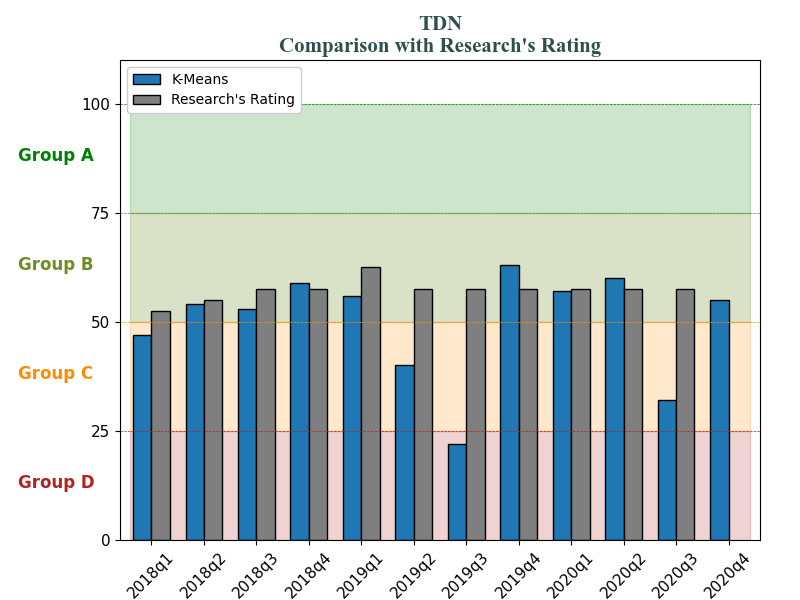 TDN
Comparison with Research's Rating
K-Means
Research's Rating
100
Group A
75
Group B
50
Group C
25
Group D
0
2018q1
2018q2
2018q3
2018q4
2019q1
2019q2
2019q3
2019q4
2020q1
2020q2
2020q3
2020q4